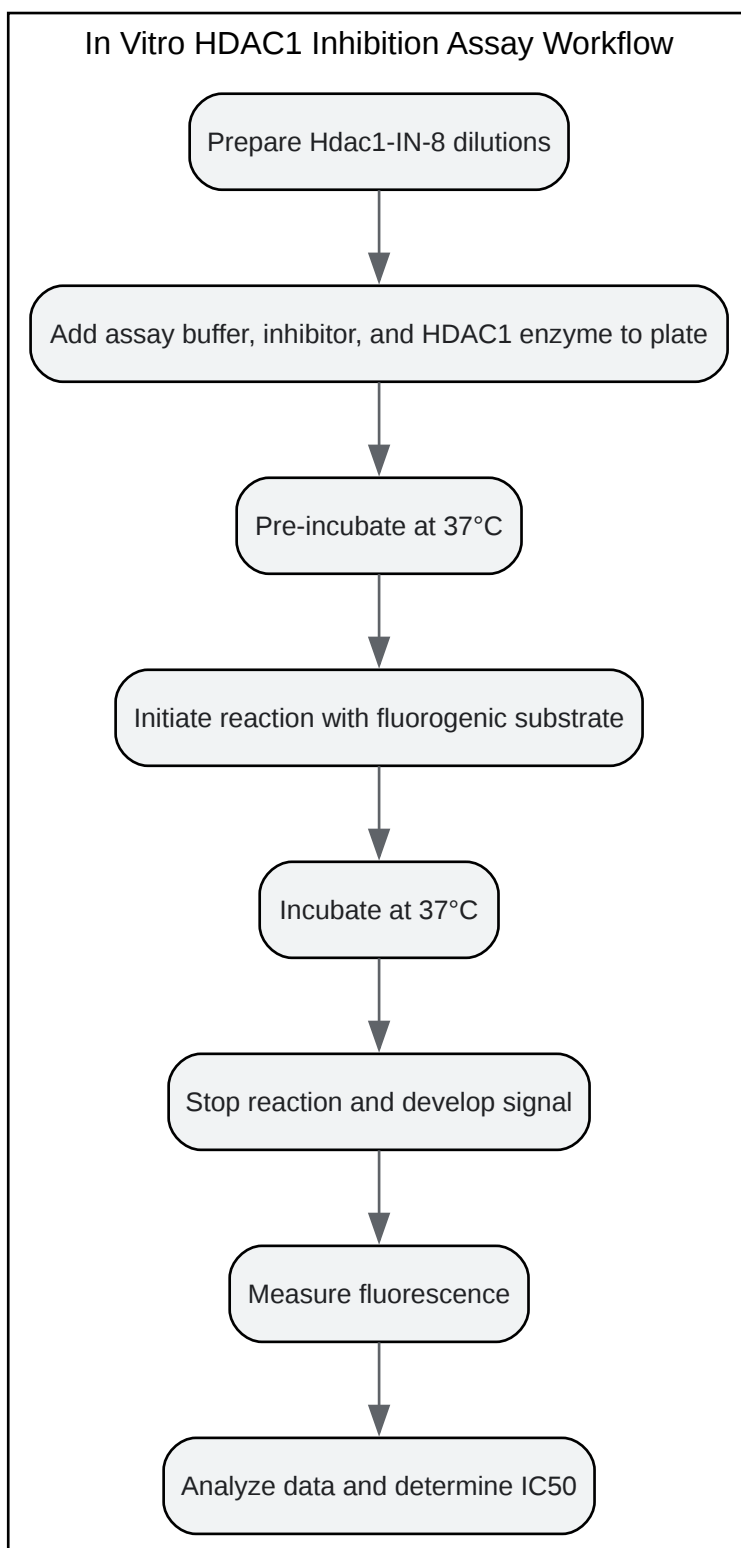 In Vitro HDAC1 Inhibition Assay Workflow
Prepare Hdac1-IN-8 dilutions
Add assay buffer, inhibitor, and HDAC1 enzyme to plate
Pre-incubate at 37°C
Initiate reaction with fluorogenic substrate
Incubate at 37°C
Stop reaction and develop signal
Measure fluorescence
Analyze data and determine IC50